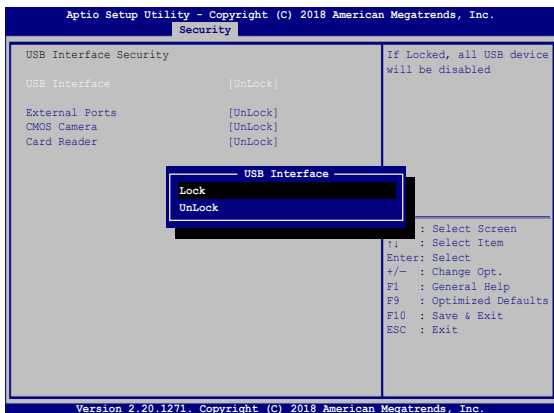 Aptio Setup Utility - Copyright (C) 2018 American Megatrends, Inc.
Security
USB Interface Security
USB Interface [UnLock]
External Ports [UnLock]
CMOS Camera [UnLock]
Card Reader [UnLock]
If Locked, all USB device
will be disabled
USB Interface
Lock
UnLock
: Select Screen
↑↓ : Select Item
Enter: Select
+/— : Change Opt.
F1 : General Help
F9 : Optimized Defaults
F10 : Save & Exit
ESC : Exit
Version 2.20.1271. Copyright (C) 2018 American Megatrends, Inc.